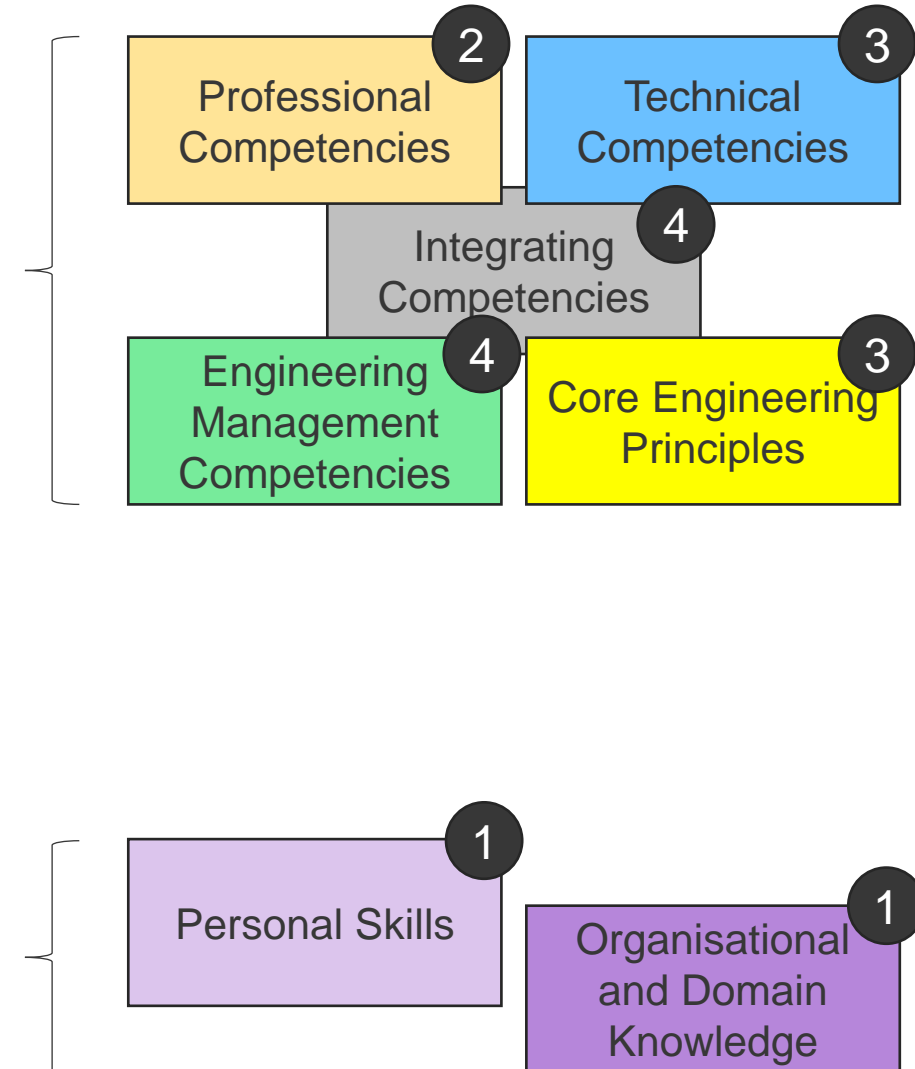 2
Professional
Competencies
3
Technical
Competencies
4
Integrating
Competencies
4
Engineering
Management
Competencies
3
Core Engineering
Principles
1
Personal Skills
1
Organisational
and Domain
Knowledge